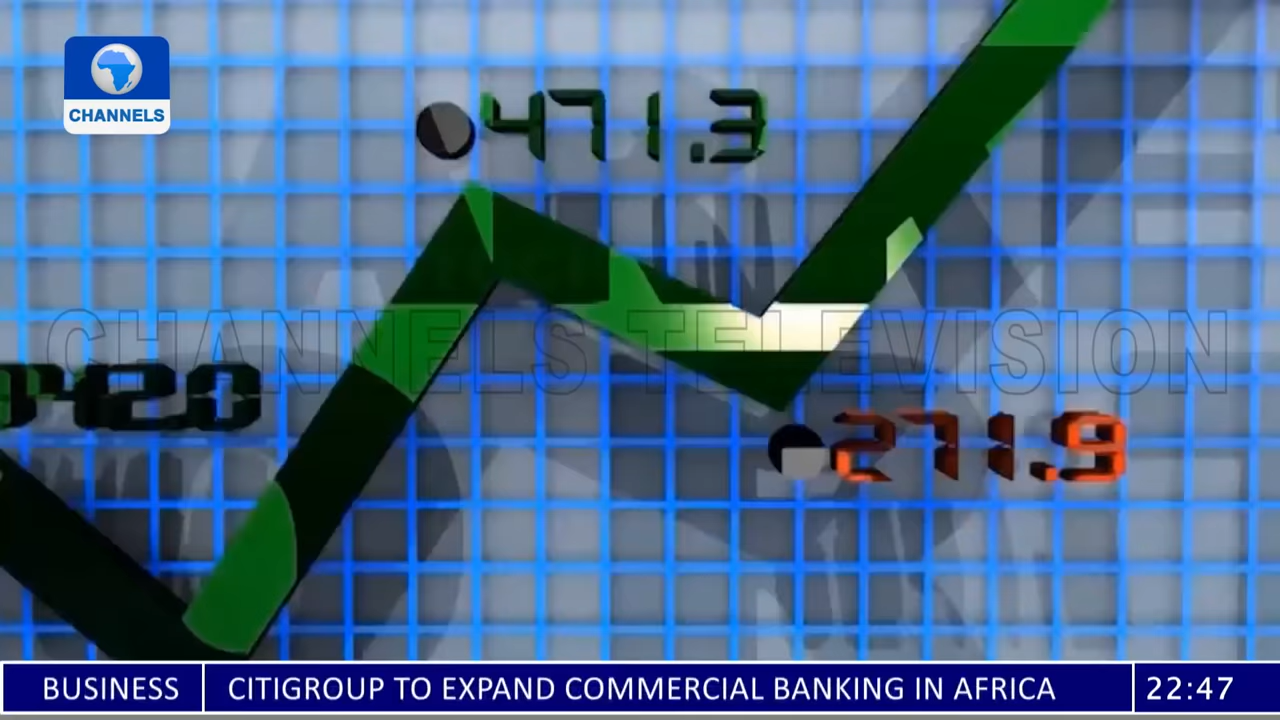 CHANNELS
471.3
CHANNELS TELEVISION
420
271.9
BUSINESS
CITIGROUP TO EXPAND COMMERCIAL BANKING IN AFRICA
22:47